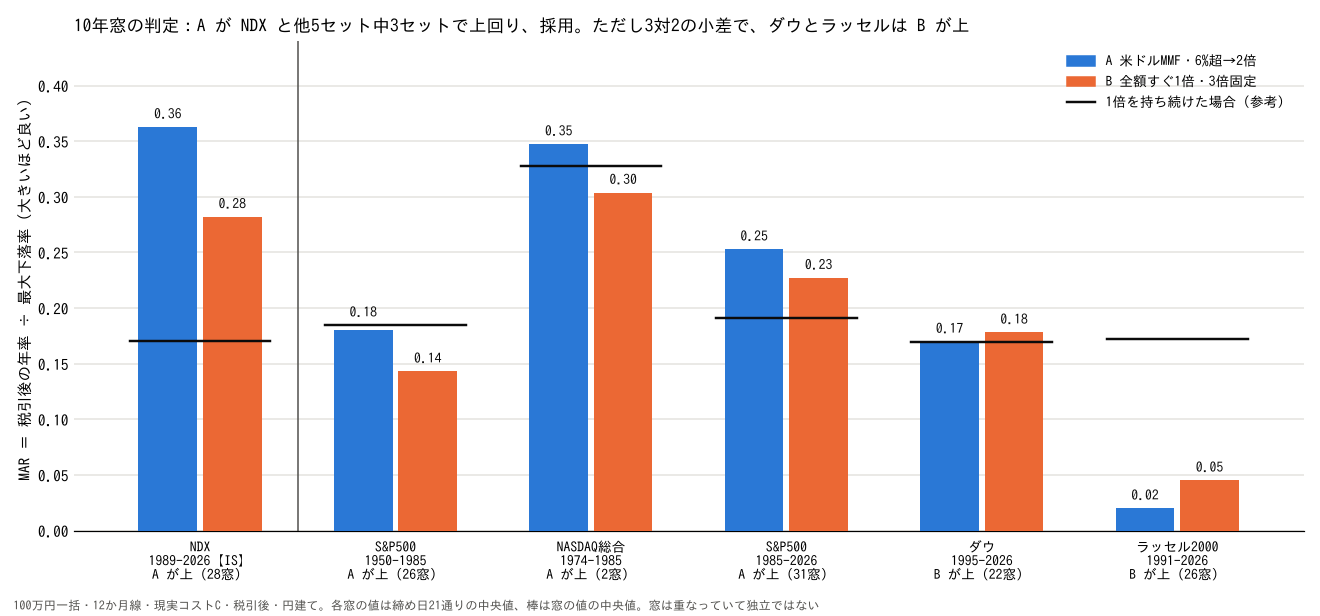 10年窓の判定：A が NDX と他5セット中3セットで上回り、採用。ただし3対2の小差で、ダウとラッセルは B が上
A 米ドルMMF・6%超→2倍
B 全額すぐ1倍・3倍固定
1倍を持ち続けた場合（参考）
MAR ＝ 税引後の年率 ÷ 最大下落率（大きいほど良い）
0.40
0.35
0.30
0.25
0.20
0.15
0.10
0.05
0.00
0.36
0.28
0.18
0.14
0.35
0.30
0.25
0.23
0.17
0.18
0.02
0.05
NDX
1989-2026【IS】
A が上（28窓）
S&P500
1950-1985
A が上（26窓）
NASDAQ総合
1974-1985
A が上（2窓）
S&P500
1985-2026
A が上（31窓）
ダウ
1995-2026
B が上（22窓）
ラッセル2000
1991-2026
B が上（26窓）
100万円一括・12か月線・現実コストC・税引後・円建て。各窓の値は締め日21通りの中央値、棒は窓の値の中央値。窓は重なっていて独立ではない